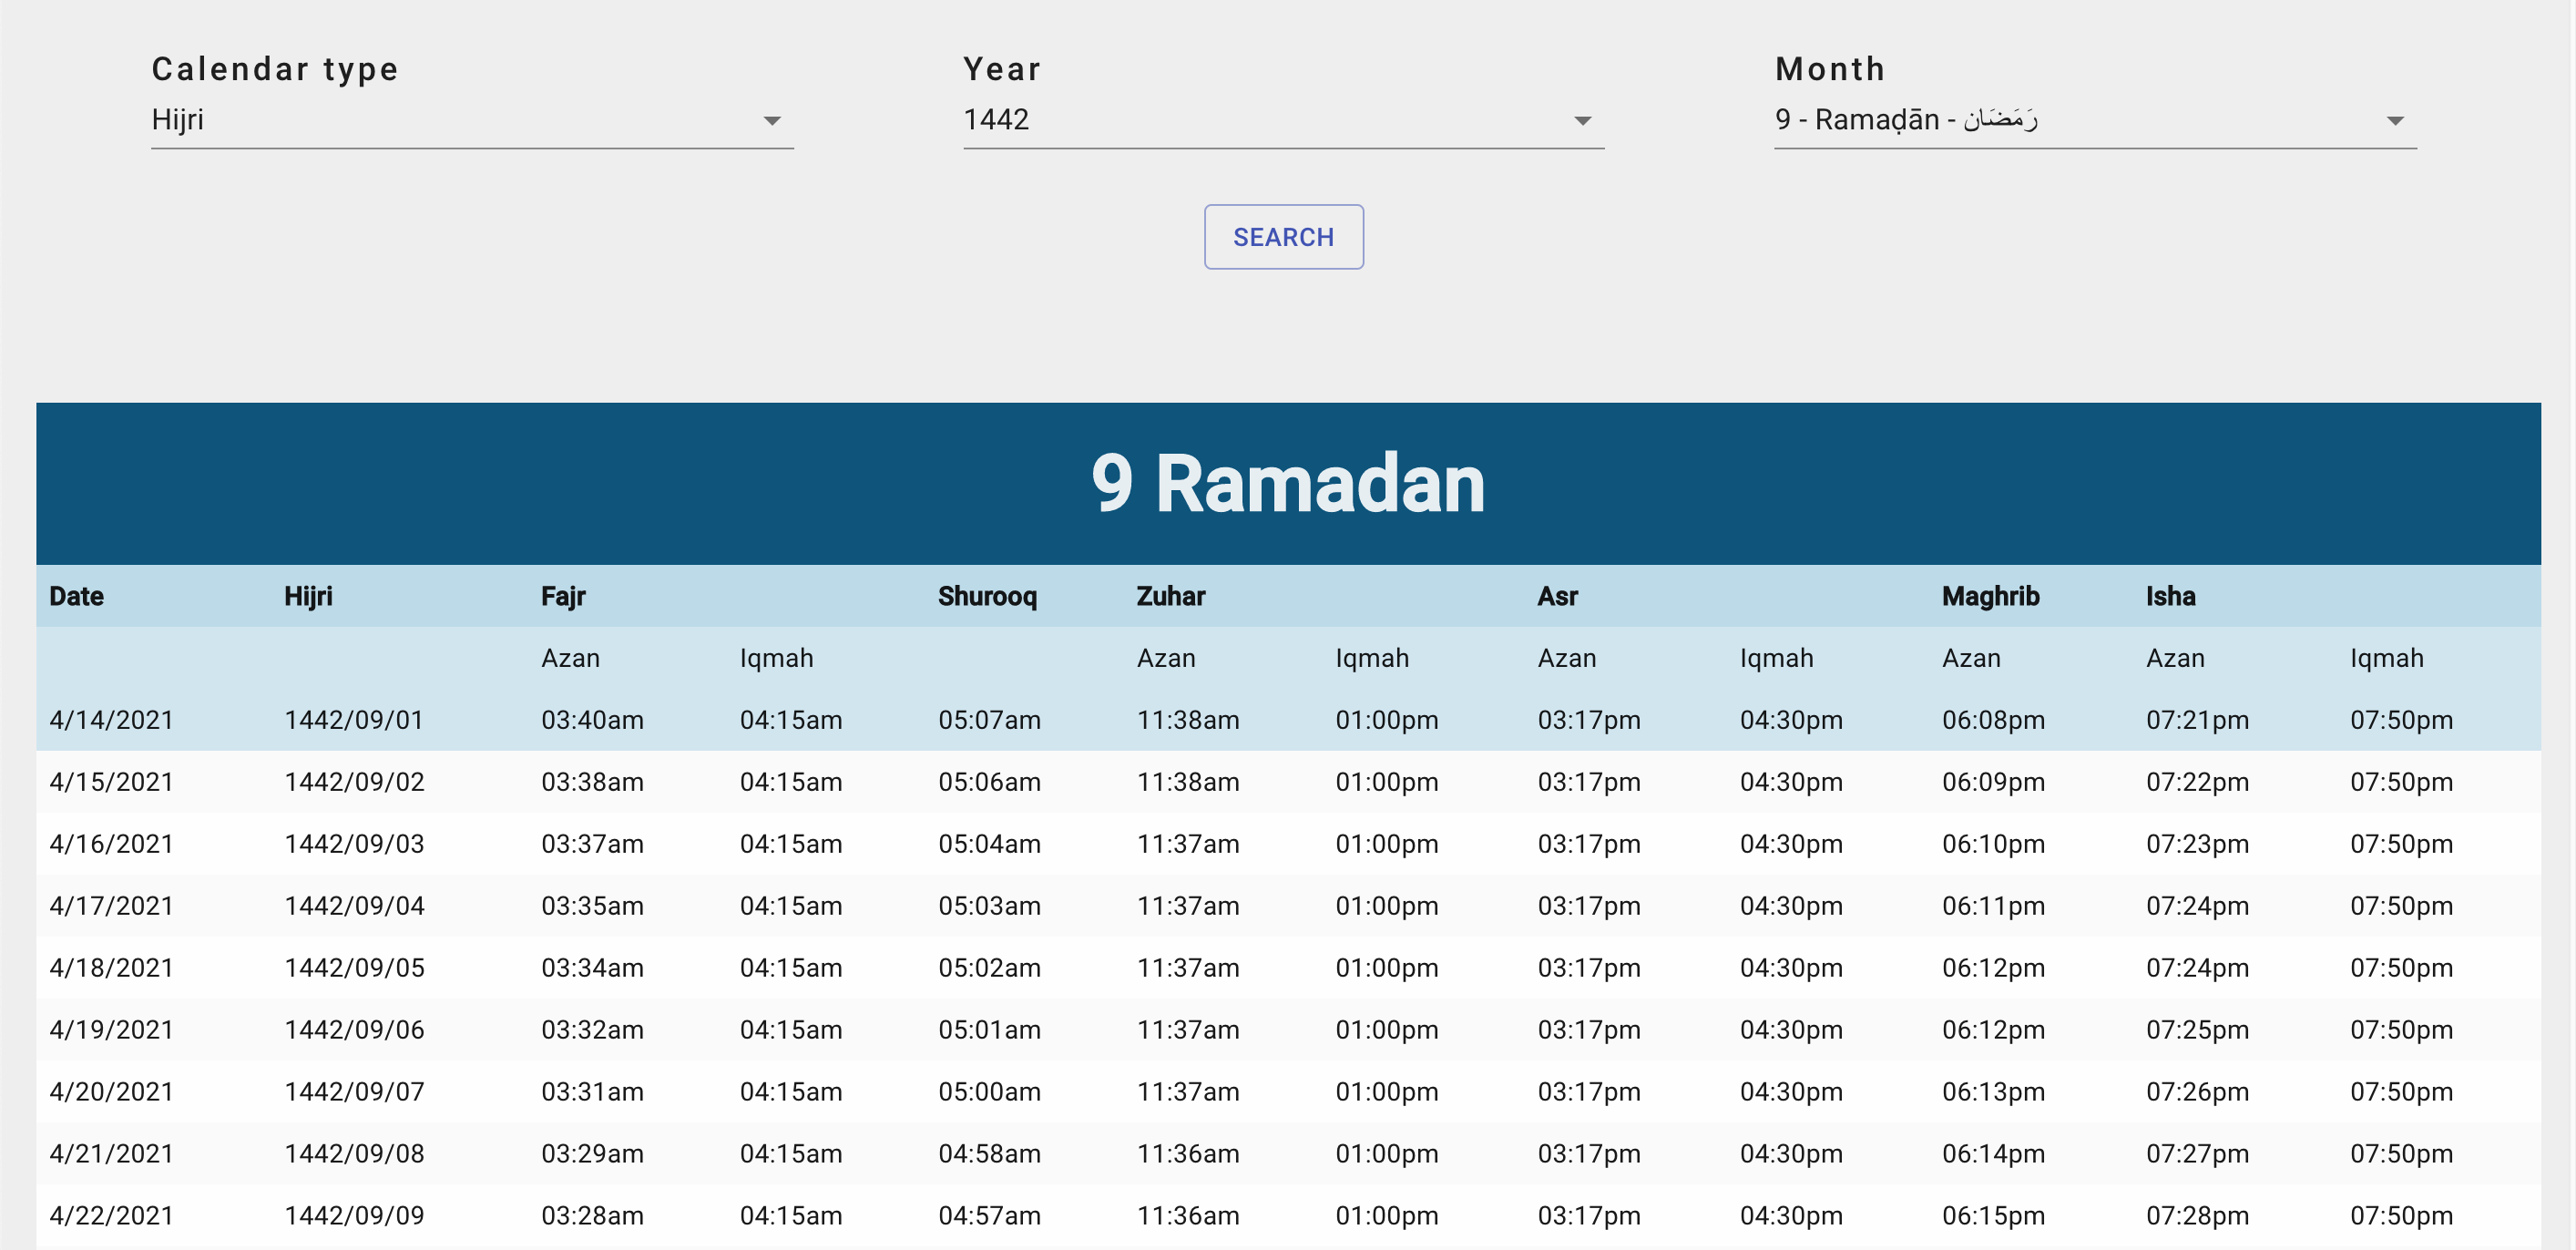 Calendar type Year Month
Hijri 1442 9 - Ramaḍān - رَمَضَان
SEARCH
9 Ramadan
Date Hijri Fajr Shurooq Zuhar Asr Maghrib Isha
Azan Iqmah Azan Iqmah Azan Iqmah Azan Azan Iqmah
4/14/2021 1442/09/01 03:40am 04:15am 05:07am 11:38am 01:00pm 03:17pm 04:30pm 06:08pm 07:21pm 07:50pm
4/15/2021 1442/09/02 03:38am 04:15am 05:06am 11:38am 01:00pm 03:17pm 04:30pm 06:09pm 07:22pm 07:50pm
4/16/2021 1442/09/03 03:37am 04:15am 05:04am 11:37am 01:00pm 03:17pm 04:30pm 06:10pm 07:23pm 07:50pm
4/17/2021 1442/09/04 03:35am 04:15am 05:03am 11:37am 01:00pm 03:17pm 04:30pm 06:11pm 07:24pm 07:50pm
4/18/2021 1442/09/05 03:34am 04:15am 05:02am 11:37am 01:00pm 03:17pm 04:30pm 06:12pm 07:24pm 07:50pm
4/19/2021 1442/09/06 03:32am 04:15am 05:01am 11:37am 01:00pm 03:17pm 04:30pm 06:12pm 07:25pm 07:50pm
4/20/2021 1442/09/07 03:31am 04:15am 05:00am 11:37am 01:00pm 03:17pm 04:30pm 06:13pm 07:26pm 07:50pm
4/21/2021 1442/09/08 03:29am 04:15am 04:58am 11:36am 01:00pm 03:17pm 04:30pm 06:14pm 07:27pm 07:50pm
4/22/2021 1442/09/09 03:28am 04:15am 04:57am 11:36am 01:00pm 03:17pm 04:30pm 06:15pm 07:28pm 07:50pm